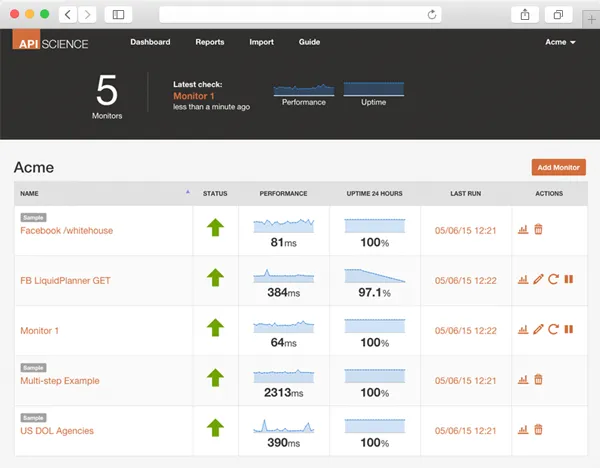 API SCIENCE Dashboard Reports Import Guide Acme
5
Monitors
Latest check:
Monitor 1
less than a minute ago
Performance Uptime
Acme Add Monitor
NAME STATUS PERFORMANCE UPTIME 24 HOURS LAST RUN ACTIONS
Sample
Facebook /whitehouse 81ms 100% 05/06/15 12:21
FB LiquidPlanner GET 384ms 97.1% 05/06/15 12:22
Monitor 1 64ms 100% 05/06/15 12:22
Sample
Multi-step Example 2313ms 100% 05/06/15 12:21
Sample
US DOL Agencies 390ms 100% 05/06/15 12:21